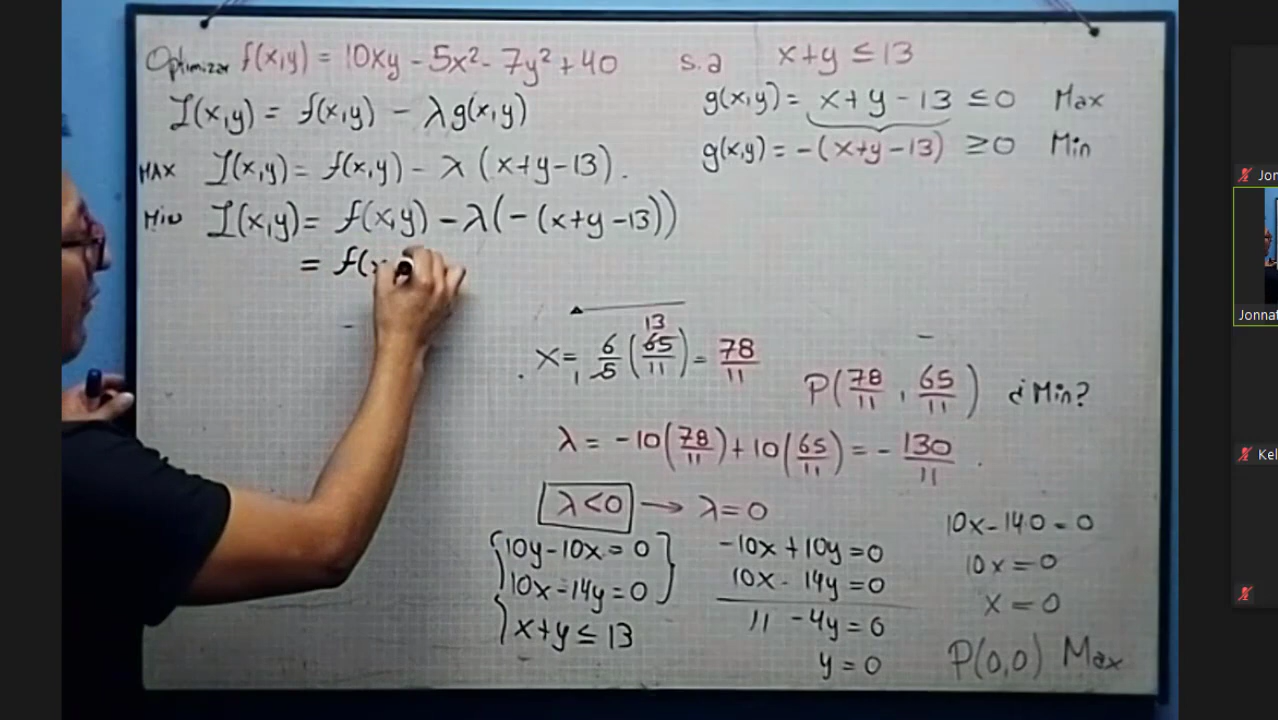 Optimizar f(x,y) = 10xy - 5x² - 7y² + 40 s.a x+y ≤ 13
L(x,y) = f(x,y) - λg(x,y)
g(x,y) = x+y-13 ≤ 0 Max
g(x,y) = -(x+y-13) ≥ 0 Min
MAX L(x,y) = f(x,y) - λ (x+y-13).
MIN L(x,y) = f(x,y) - λ(-(x+y-13))
= f(x
x = 6/5 (65/11) = 78/11
13
1
P(78/11, 65/11) ¿Min?
λ = -10(78/11) + 10(65/11) = -130/11.
λ<0 → λ=0
10y-10x=0
10x-14y=0
x+y ≤ 13
-10x+10y=0
10x-14y=0
11 -4y=0
y=0
10x-140=0
10x=0
x=0
P(0,0) Max
Jon
Jonnat
Kel